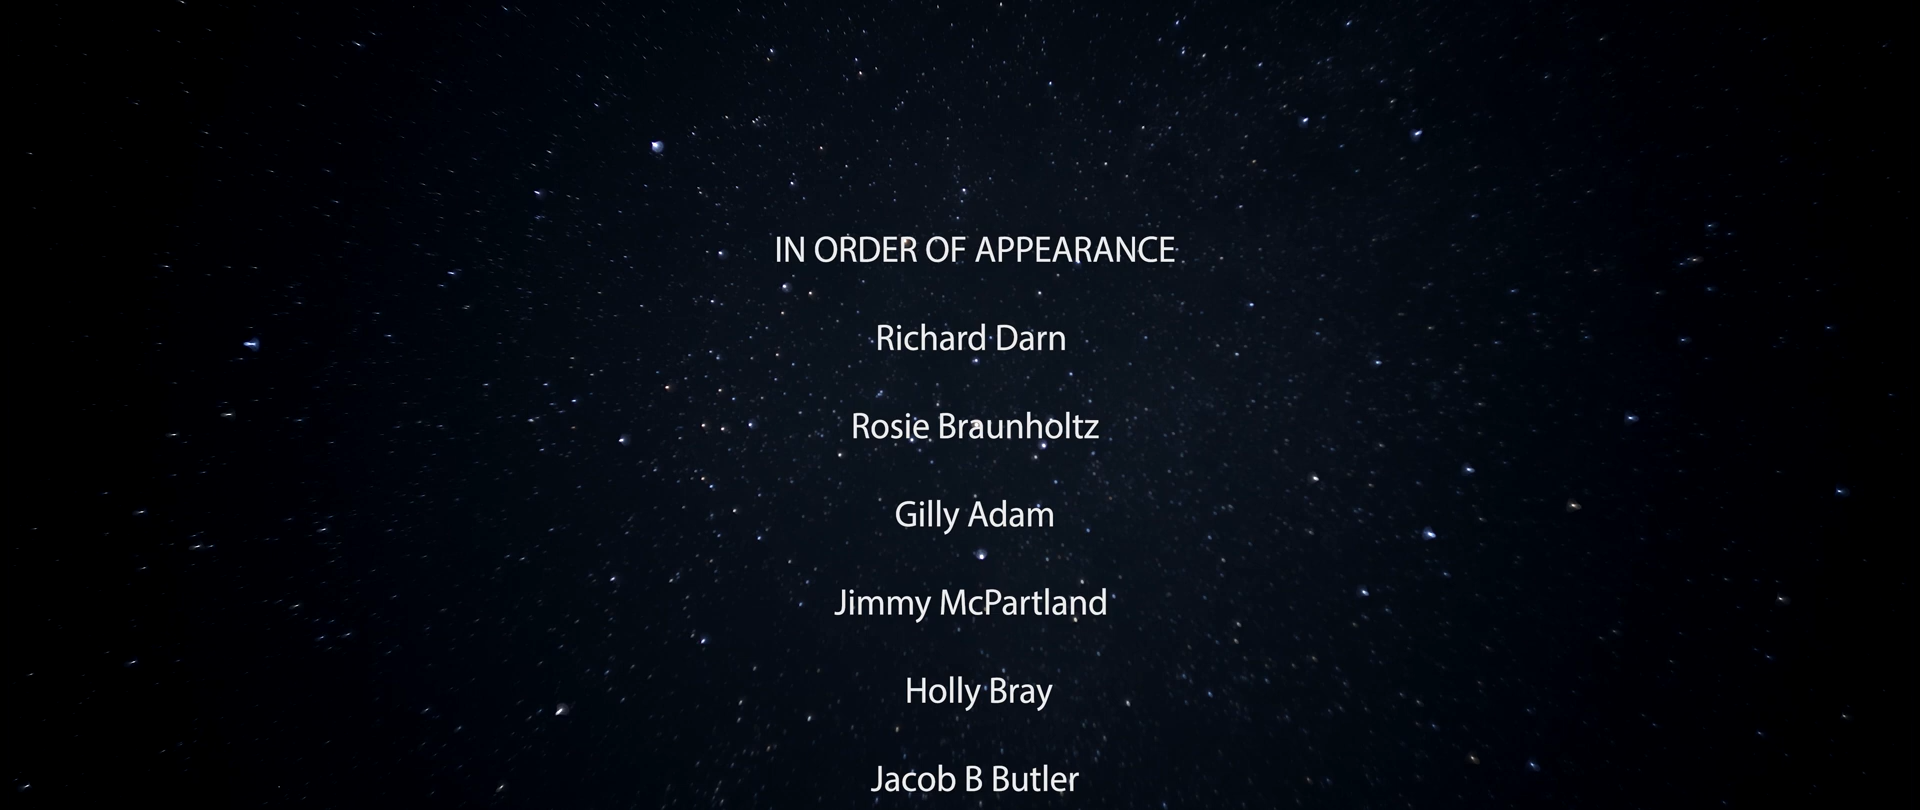 IN ORDER OF APPEARANCE
Richard Darn
Rosie Braunholtz
Gilly Adam
Jimmy McPartland
Holly Bray
Jacob B Butler